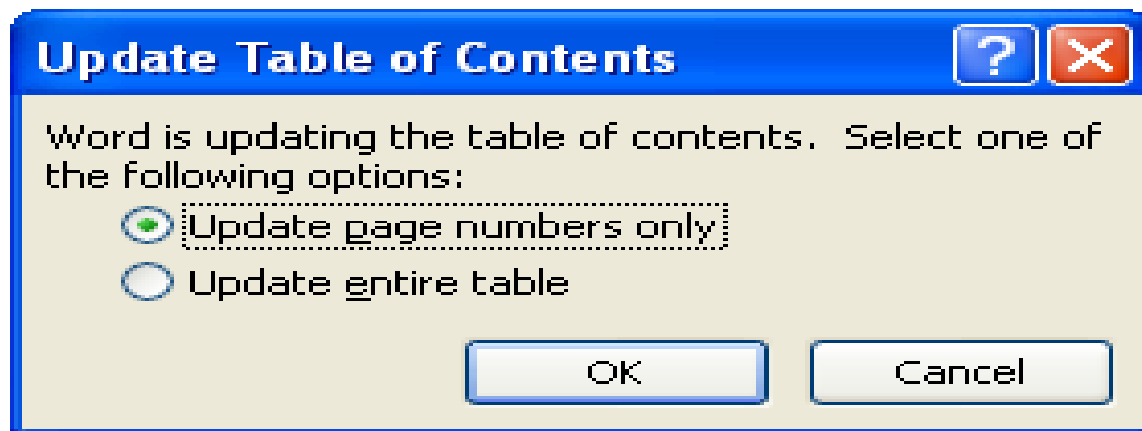 Update Table of Contents
Word is updating the table of contents.  Select one of
the following options:
Update page numbers only
Update entire table
OK Cancel